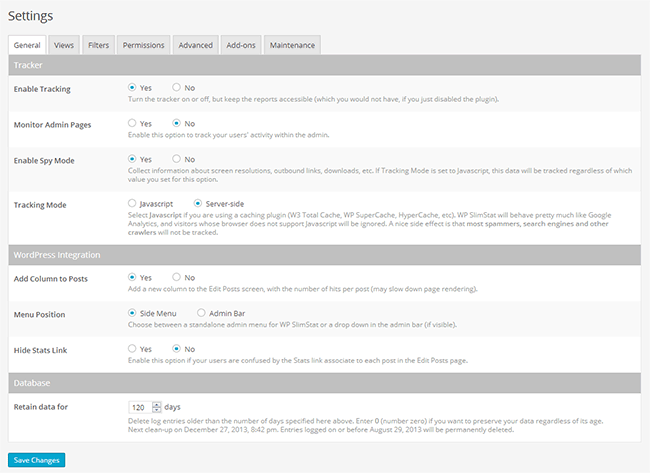 Settings
General Views Filters Permissions Advanced Add-ons Maintenance
Tracker
Enable Tracking Yes No
Turn the tracker on or off, but keep the reports accessible (which you would not have, if you just disabled the plugin).
Monitor Admin Pages Yes No
Enable this option to track your users' activity within the admin.
Enable Spy Mode Yes No
Collect information about screen resolutions, outbound links, downloads, etc. If Tracking Mode is set to Javascript, this data will be tracked regardless of which
value you set for this option.
Tracking Mode Javascript Server-side
Select Javascript if you are using a caching plugin (W3 Total Cache, WP SuperCache, HyperCache, etc). WP SlimStat will behave pretty much like Google
Analytics, and visitors whose browser does not support Javascript will be ignored. A nice side effect is that most spammers, search engines and other
crawlers will not be tracked.
WordPress Integration
Add Column to Posts Yes No
Add a new column to the Edit Posts screen, with the number of hits per post (may slow down page rendering).
Menu Position Side Menu Admin Bar
Choose between a standalone admin menu for WP SlimStat or a drop down in the admin bar (if visible).
Hide Stats Link Yes No
Enable this option if your users are confused by the Stats link associate to each post in the Edit Posts page.
Database
Retain data for 120 days
Delete log entries older than the number of days specified here above. Enter 0 (number zero) if you want to preserve your data regardless of its age.
Next clean-up on December 27, 2013, 8:42 pm. Entries logged on or before August 29, 2013 will be permanently deleted.
Save Changes